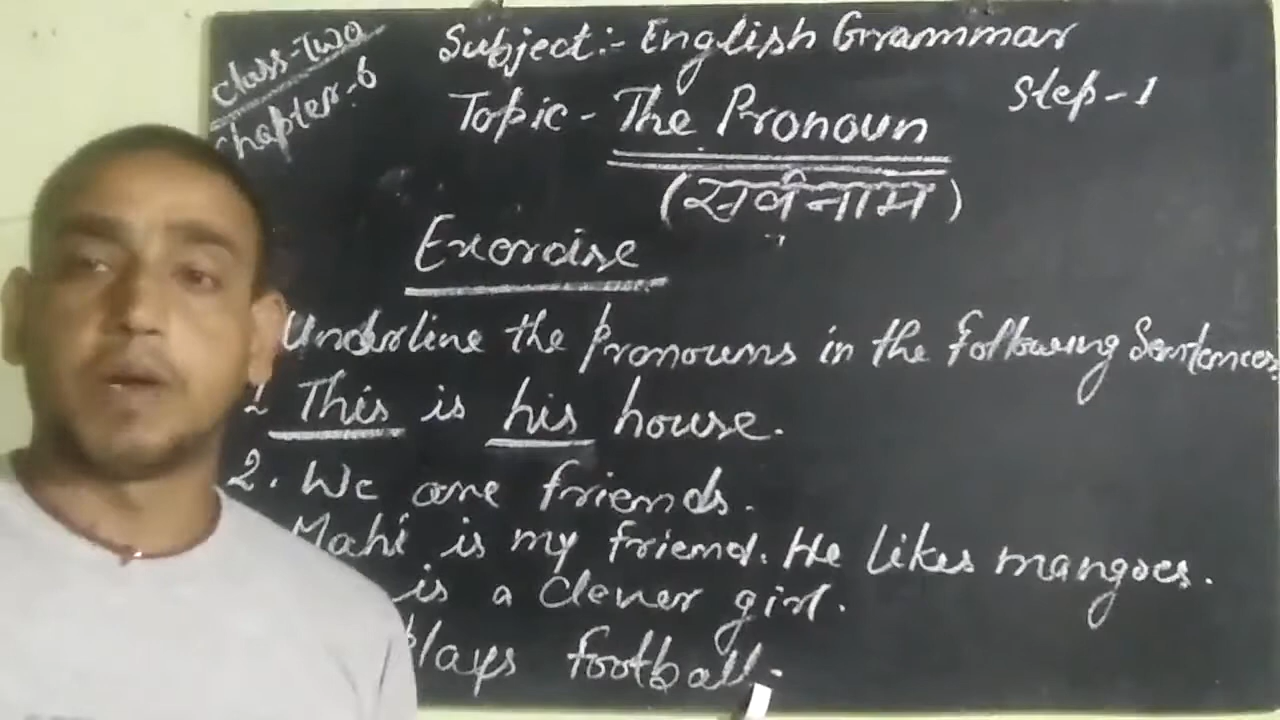 Class-Two
Chapter-6
Subject:- English Grammar
Step-1
Topic - The Pronoun
(सर्वनाम)
Exercise
Underline the pronouns in the following Sentences.
1. This is his house.
2. We are friends.
Mahi is my friend. He likes mangoes.
is a clever girl.
plays football.